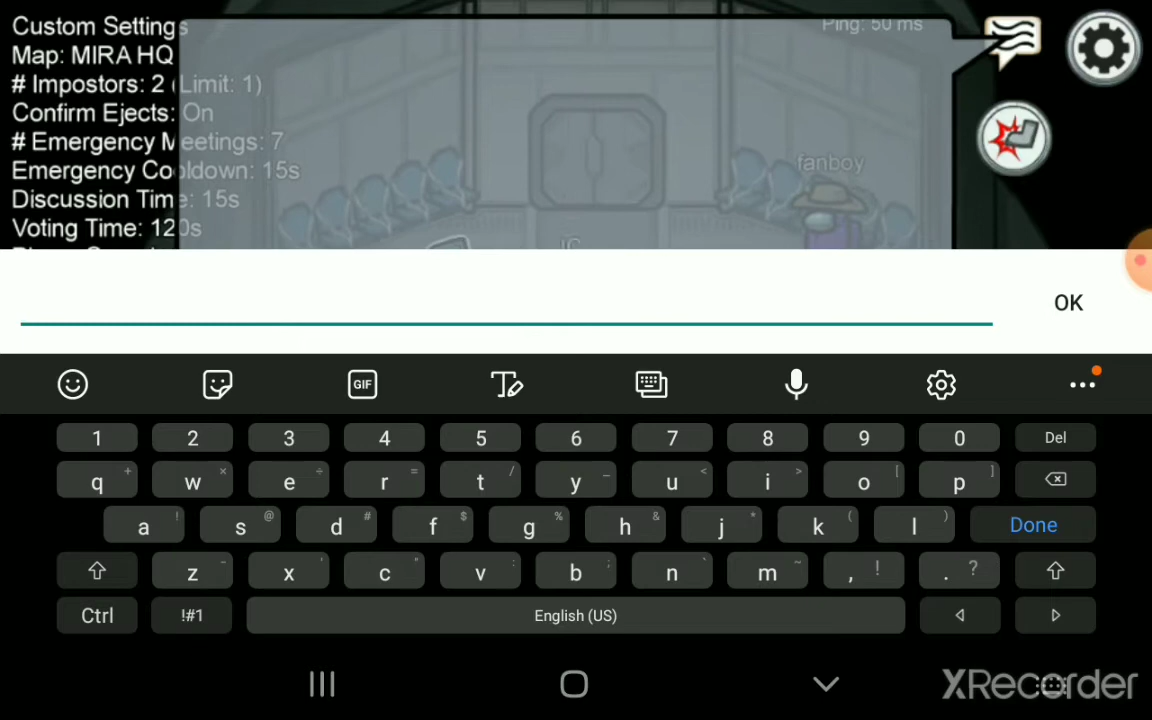 Custom Settings
Ping: 50 ms
Map: MIRA HQ
# Impostors: 2 (Limit: 1)
Confirm Ejects: On
# Emergency Meetings: 7
Emergency Cooldown: 15s
Discussion Time: 15s
Voting Time: 120s
fanboy
OK
GIF
1 2 3 4 5 6 7 8 9 0 Del
q + w × e ÷ r = t / y _ u < i > o [ p ]
a ! s @ d # f $ g % h & j * k ( l ) Done
z - x ' c " v : b ; n ` m ~ , ! . ?
Ctrl !#1 English (US)
XRecorder